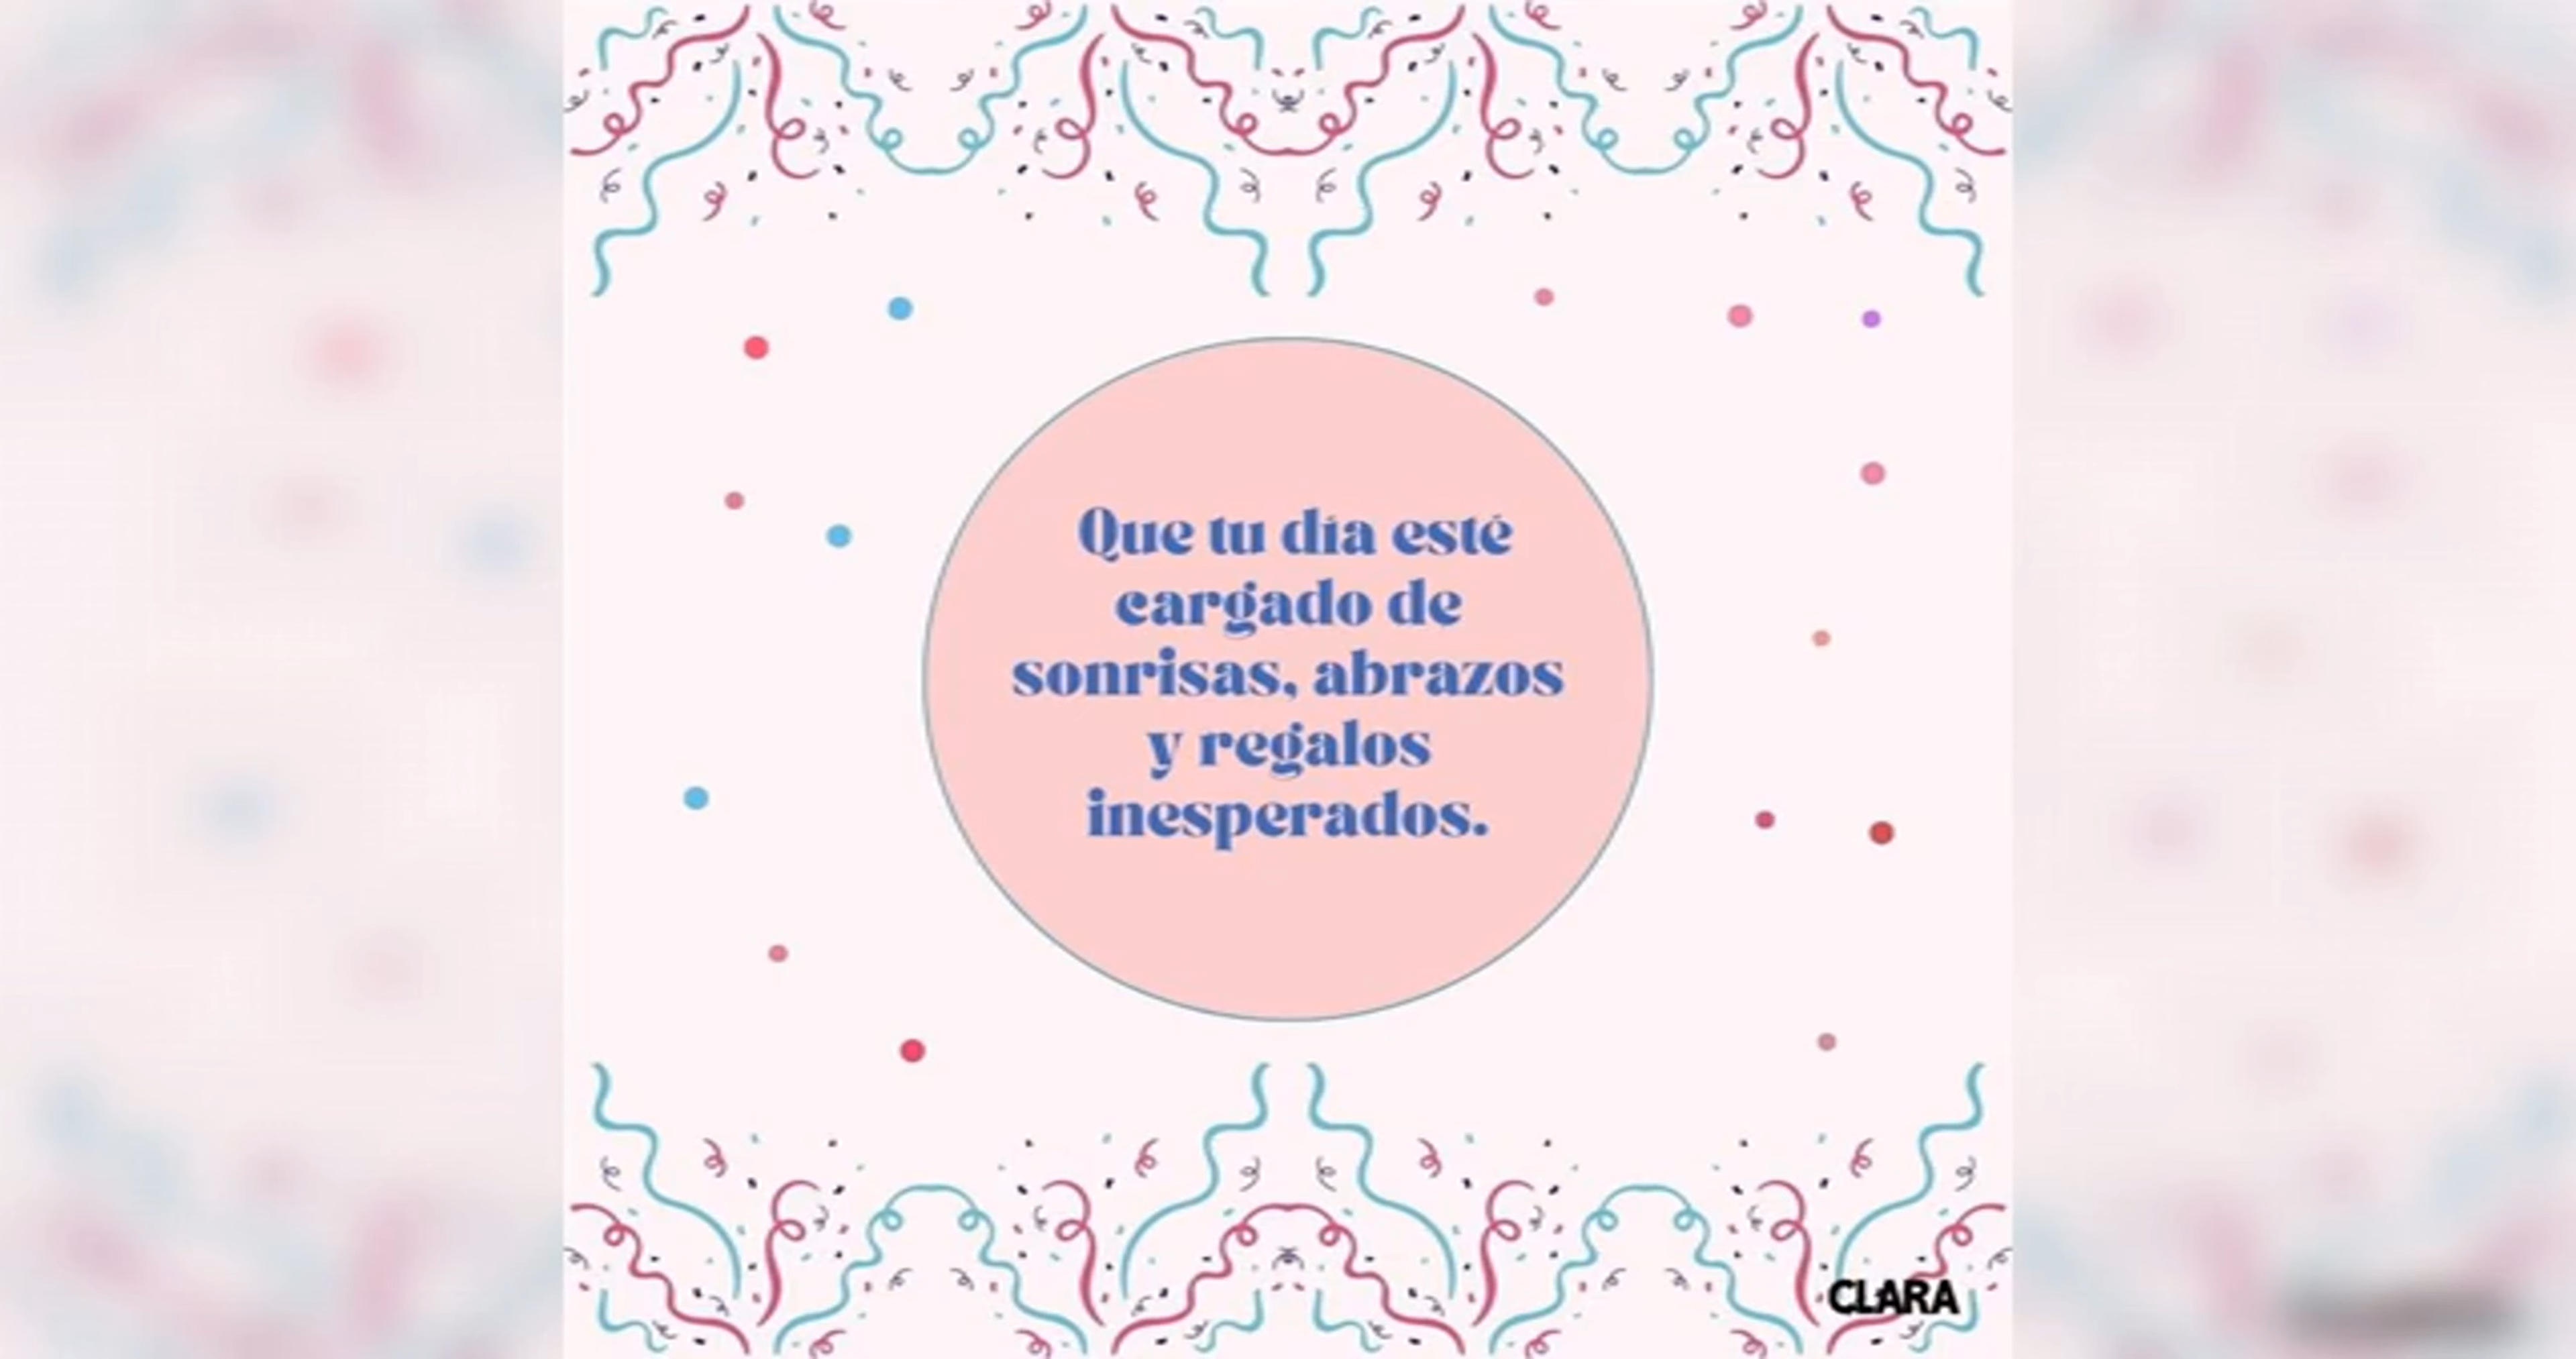 Que tu día esté
cargado de
sonrisas, abrazos
y regalos
inesperados.
CLARA